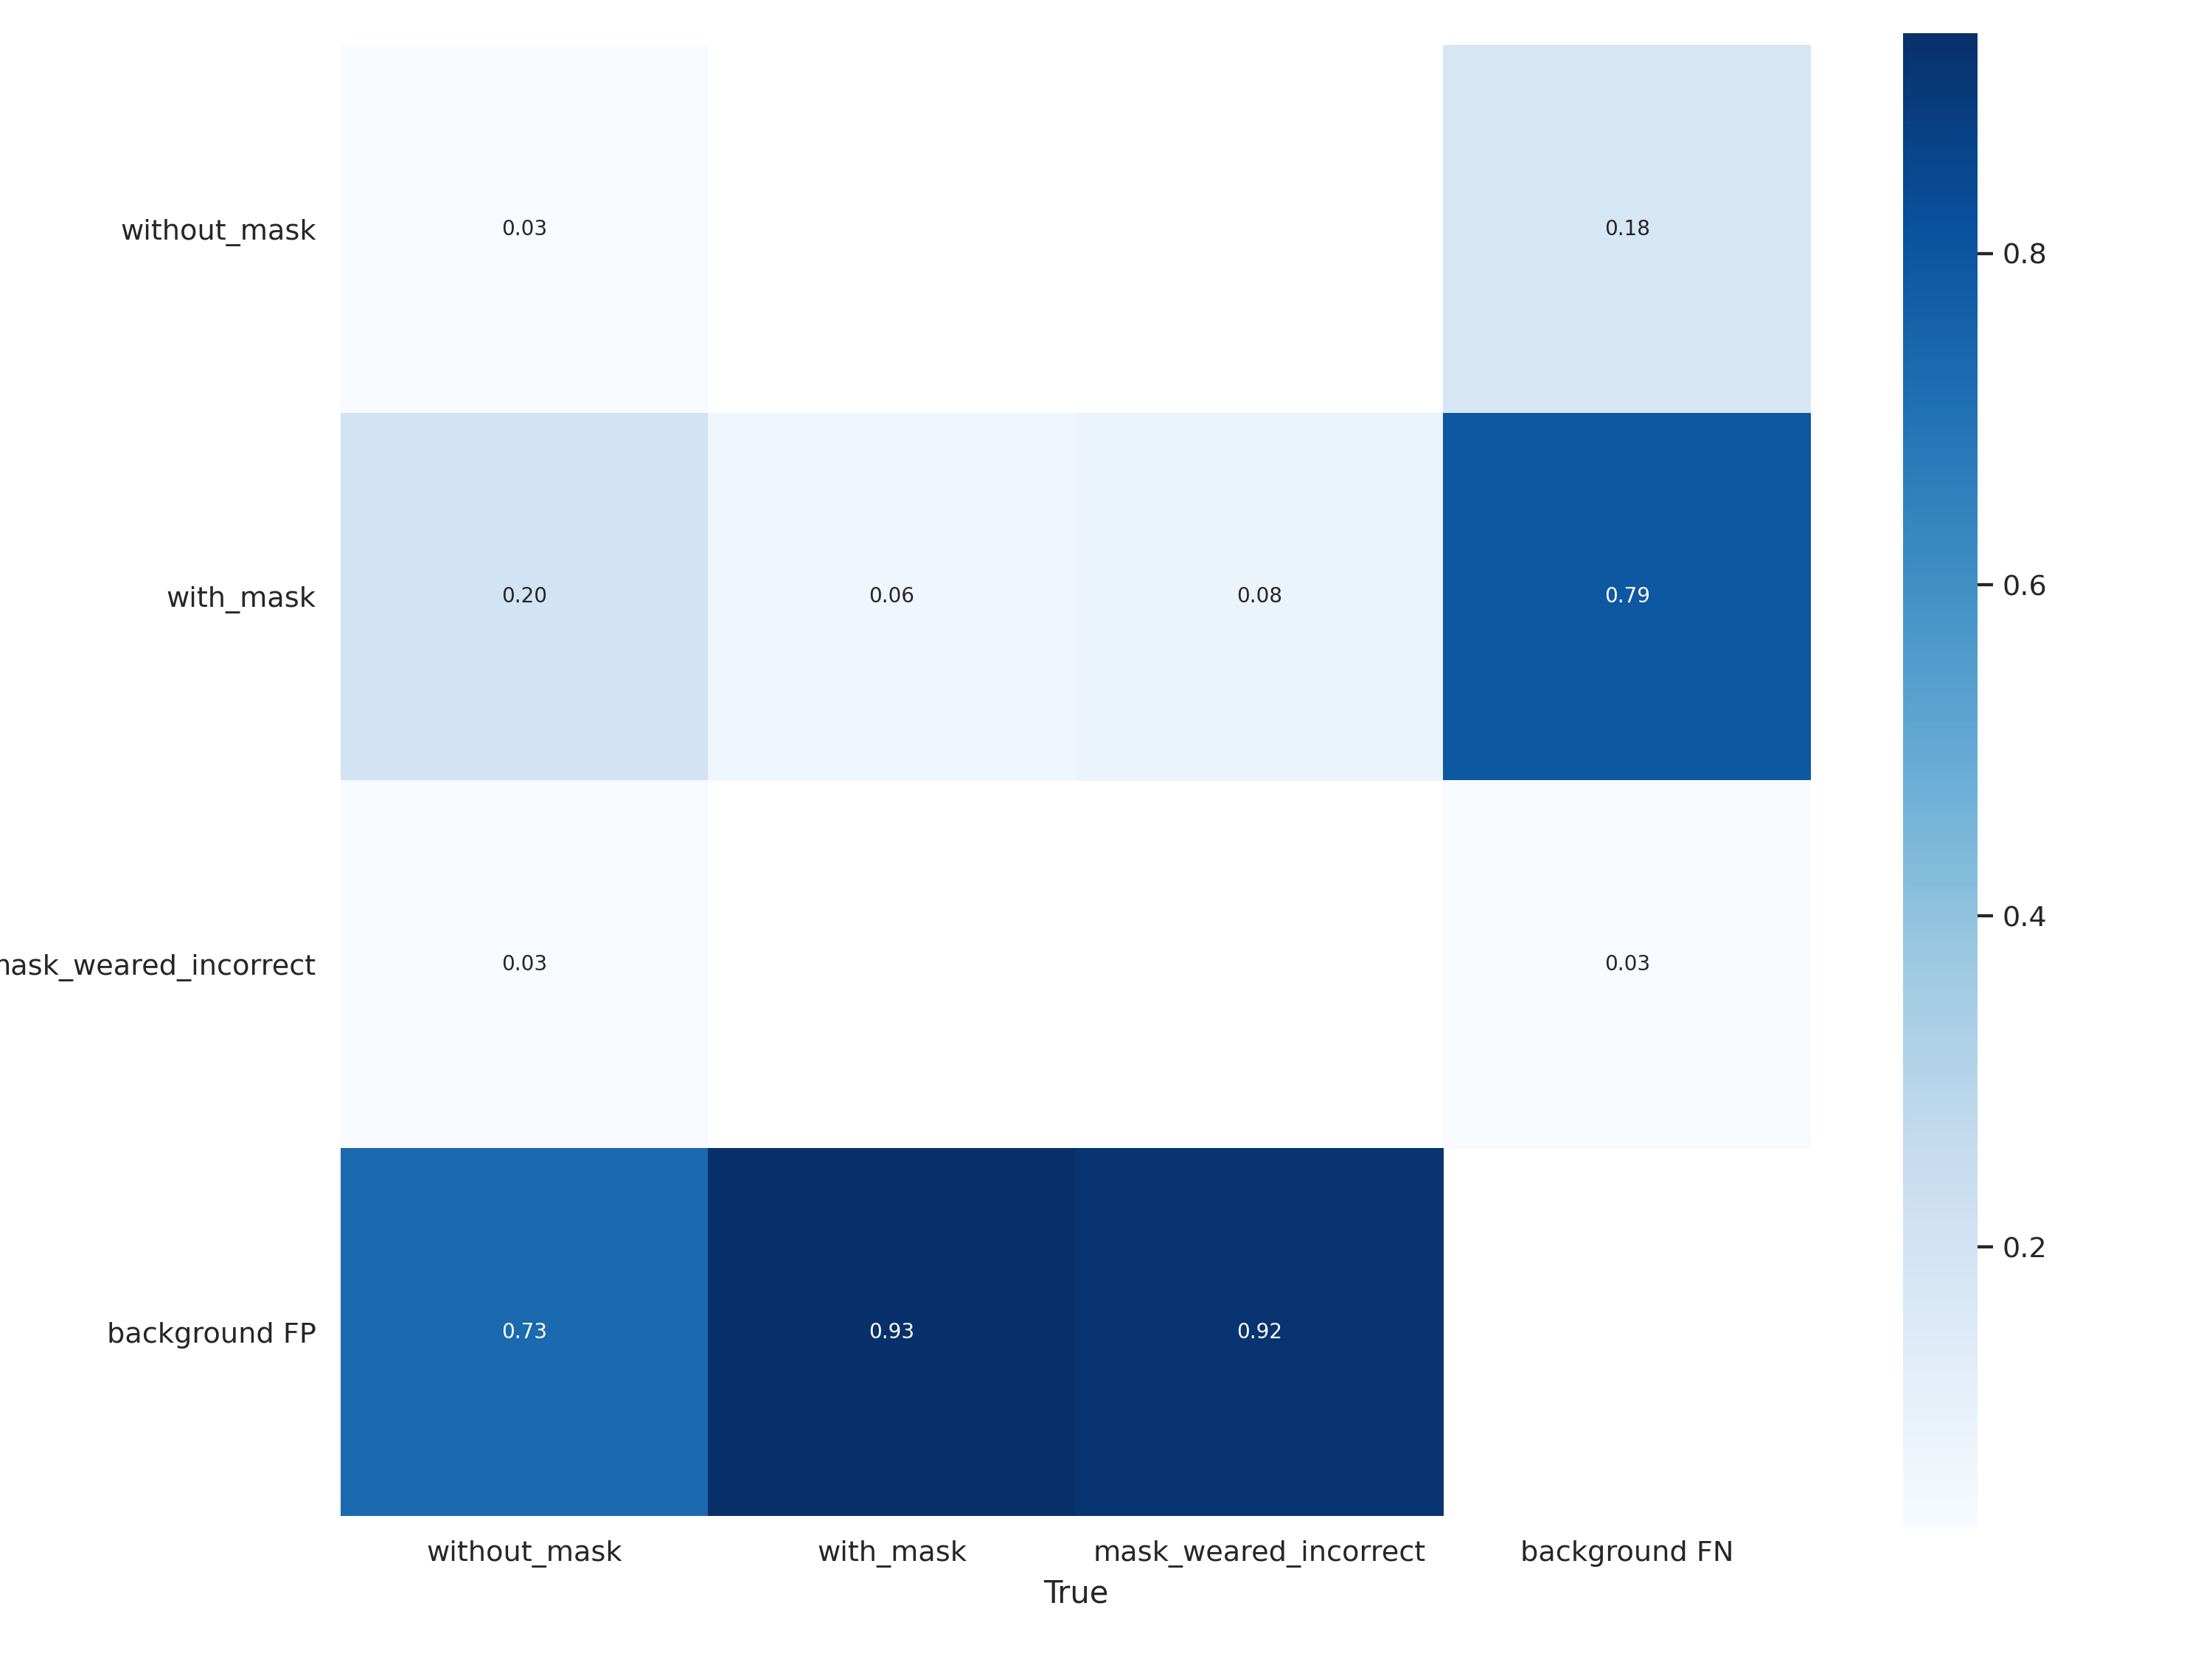 without_mask 0.03 0.18 0.8
with_mask 0.20 0.06 0.08 0.79 0.6
mask_weared_incorrect 0.03 0.03 0.4
background FP 0.73 0.93 0.92 0.2
without_mask with_mask mask_weared_incorrect background FN
True